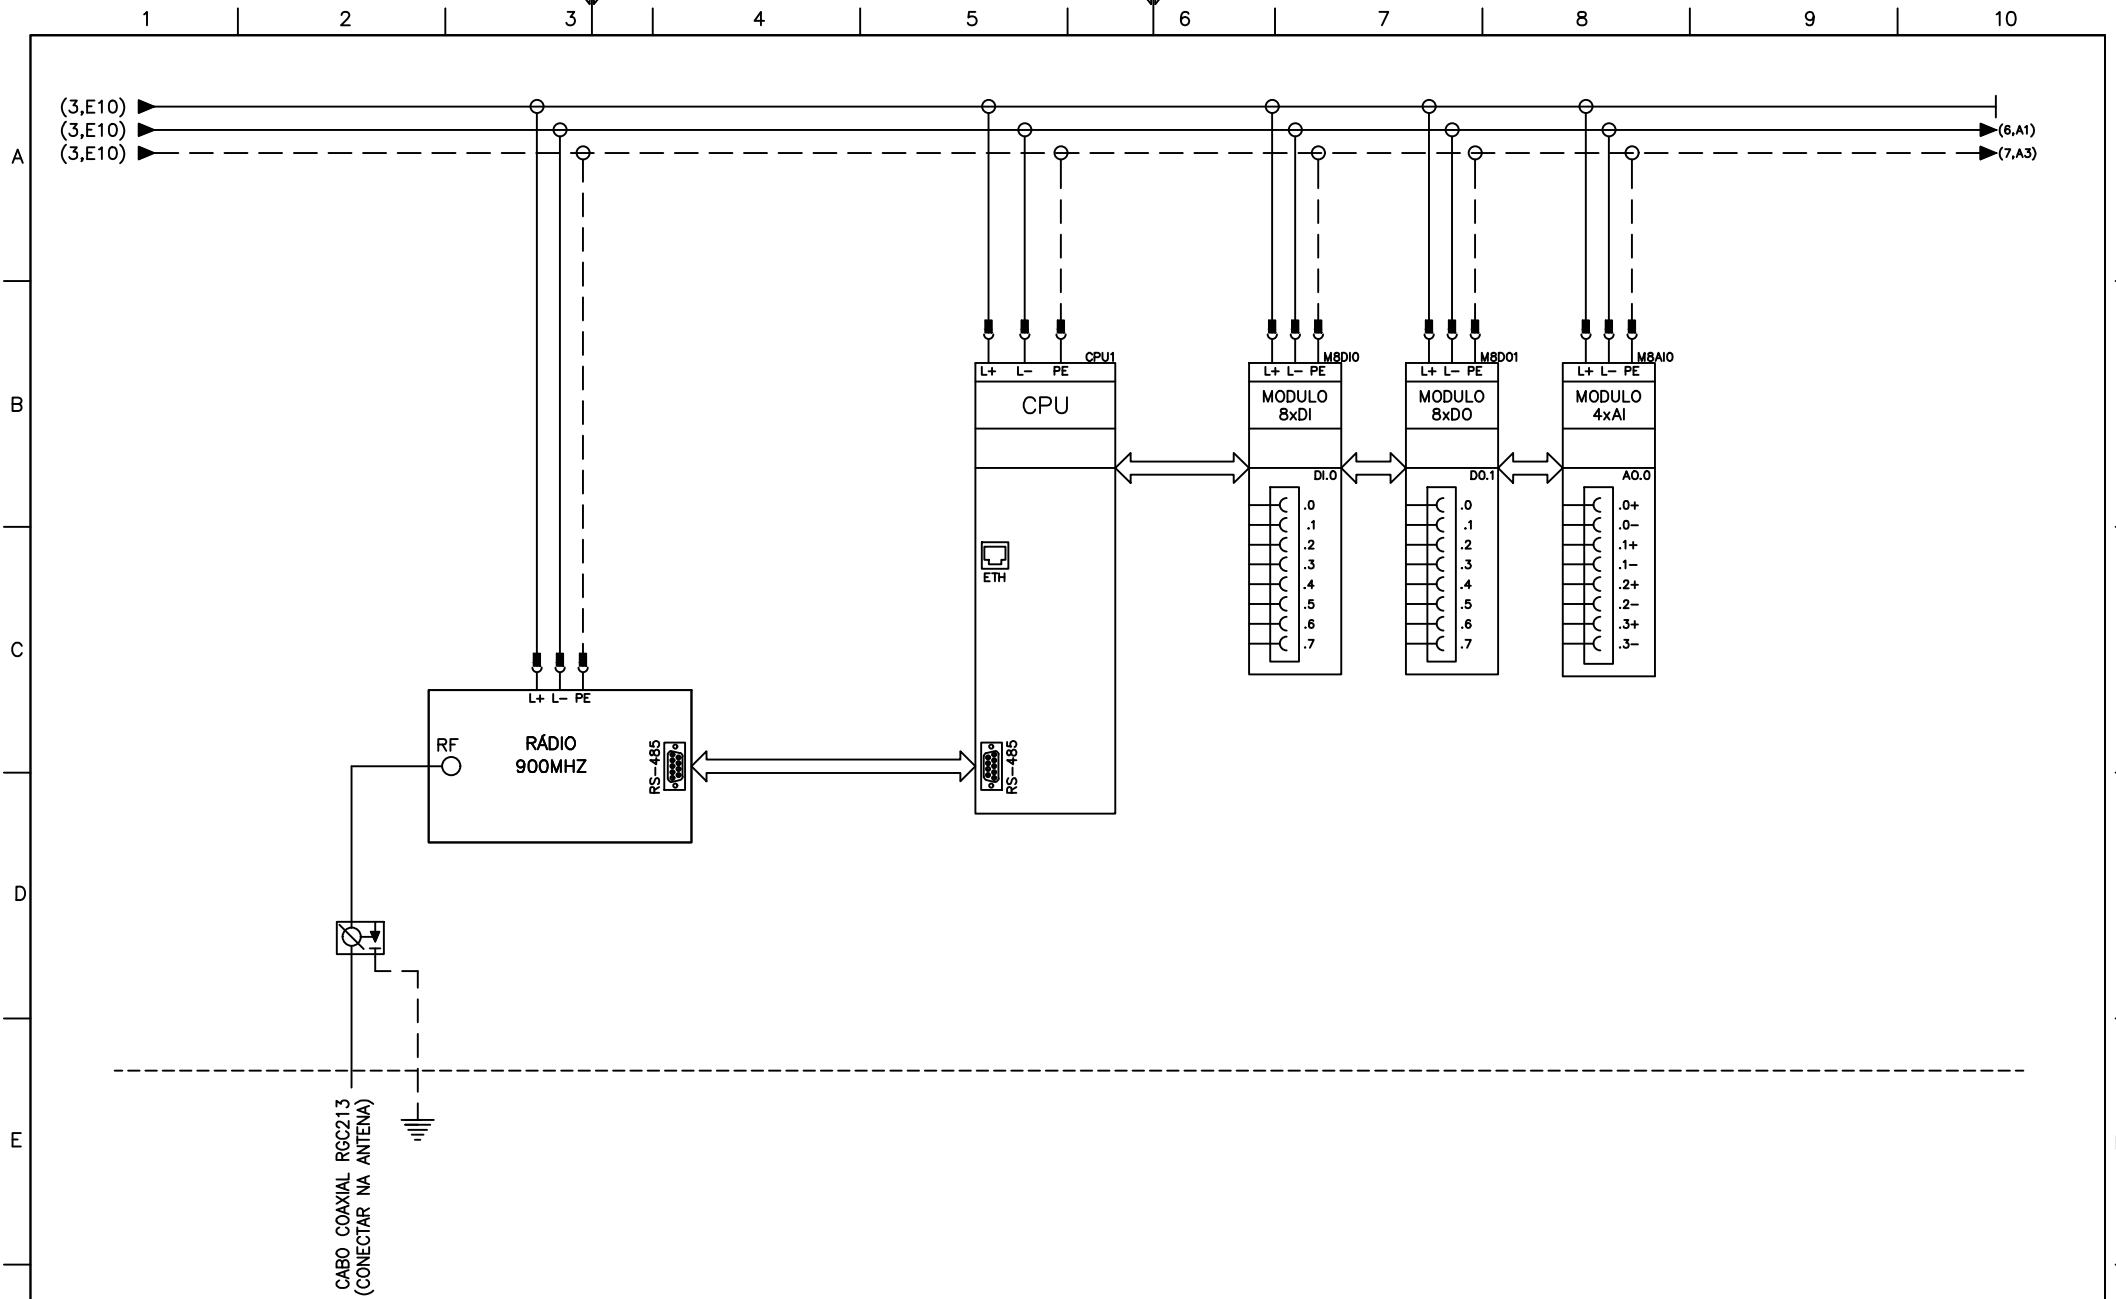 1 2 3 4 5 6 7 8 9 10
(3,E10)
(3,E10) (6,A1)
(3,E10) (7,A3)
A
B
C
D
E
CPU1
L+ L- PE
CPU
ETH
RS-485
M8DI0
L+ L- PE
MODULO
8xDI
DI.0
.0
.1
.2
.3
.4
.5
.6
.7
M8DO1
L+ L- PE
MODULO
8xDO
DO.1
.0
.1
.2
.3
.4
.5
.6
.7
M8AI0
L+ L- PE
MODULO
4xAI
AO.0
.0+
.0-
.1+
.1-
.2+
.2-
.3+
.3-
L+ L- PE
RF
RÁDIO
900MHZ
RS-485
CABO COAXIAL RGC213
(CONECTAR NA ANTENA)